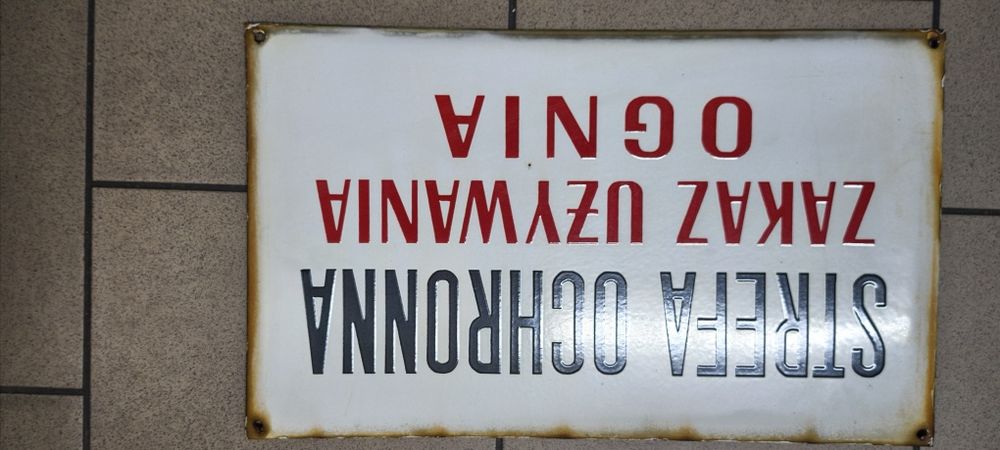 STREFA OCHRONNA
ZAKAZ UŻYWANIA
OGNIA